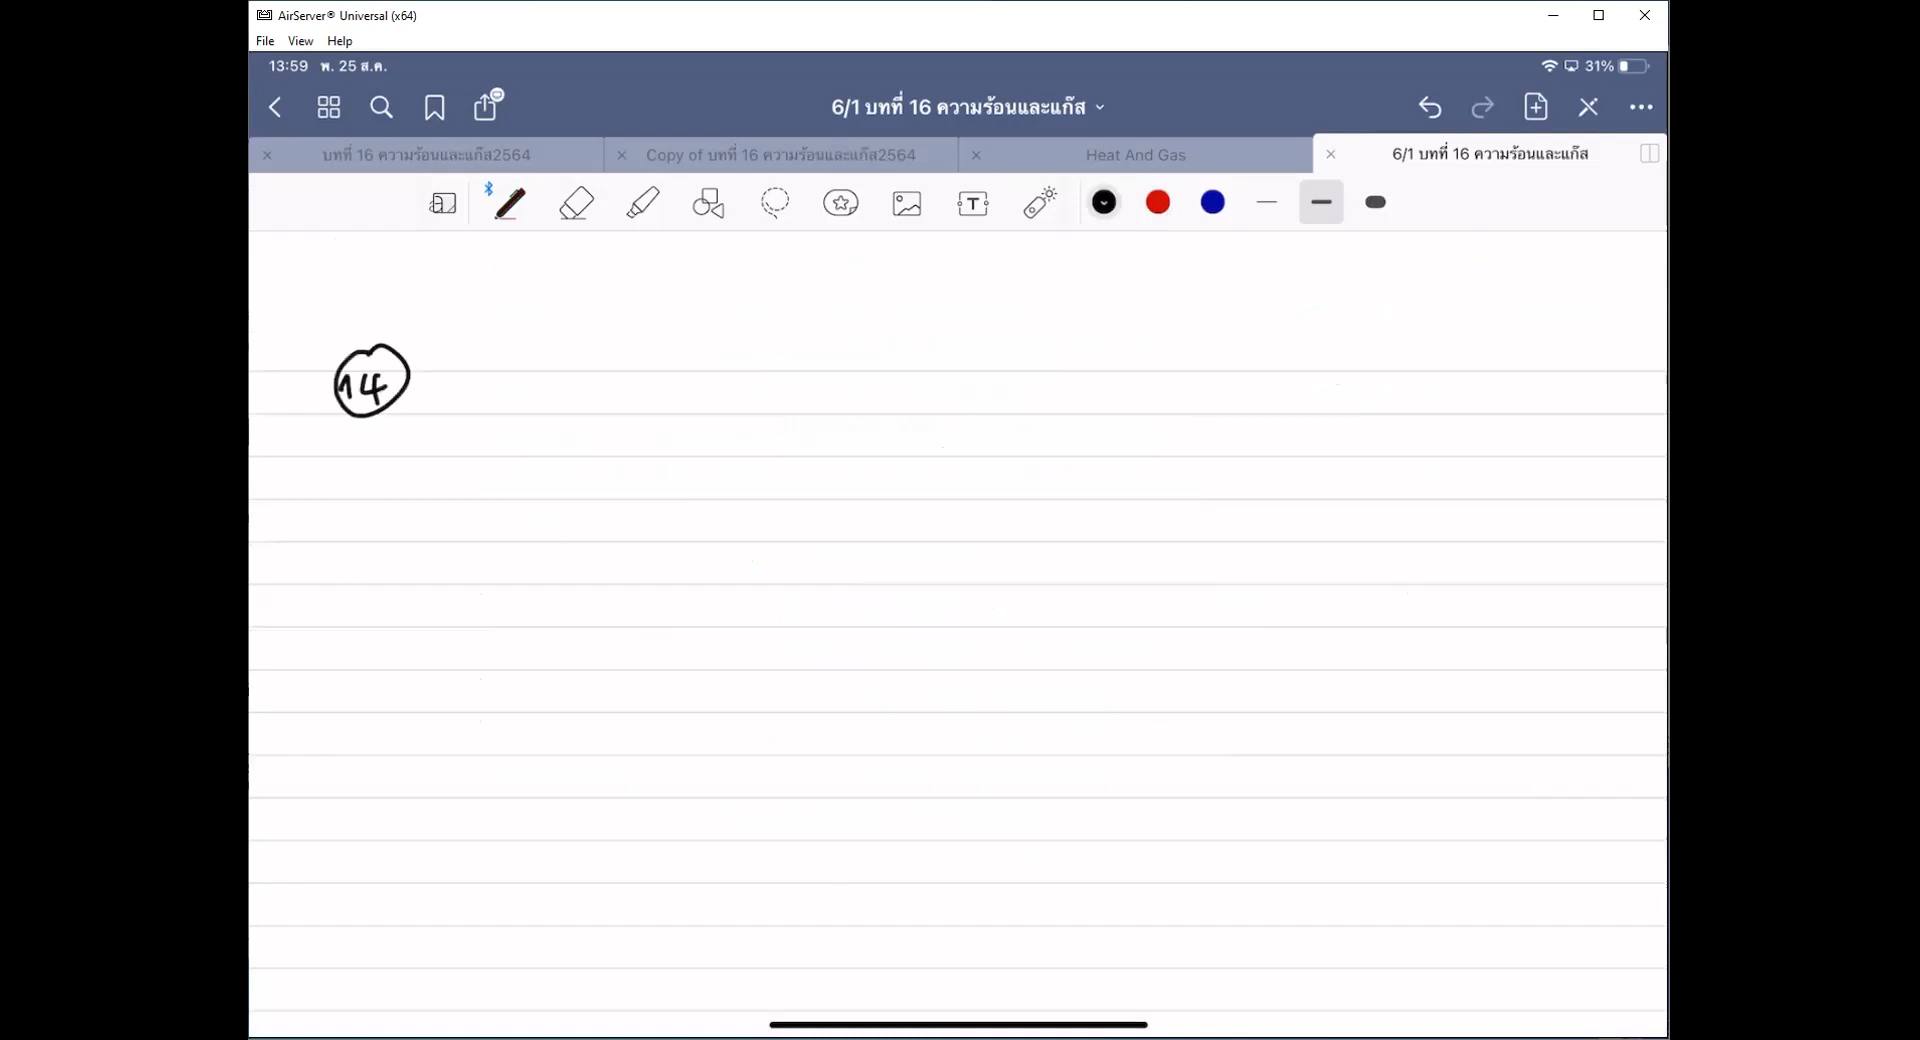 AirServer® Universal (x64)
File View Help
13:59 พ. 25 ส.ค. 31%
6/1 บทที่ 16 ความร้อนและแก๊ส
บทที่ 16 ความร้อนและแก๊ส2564 Copy of บทที่ 16 ความร้อนและแก๊ส2564 Heat And Gas 6/1 บทที่ 16 ความร้อนและแก๊ส
14